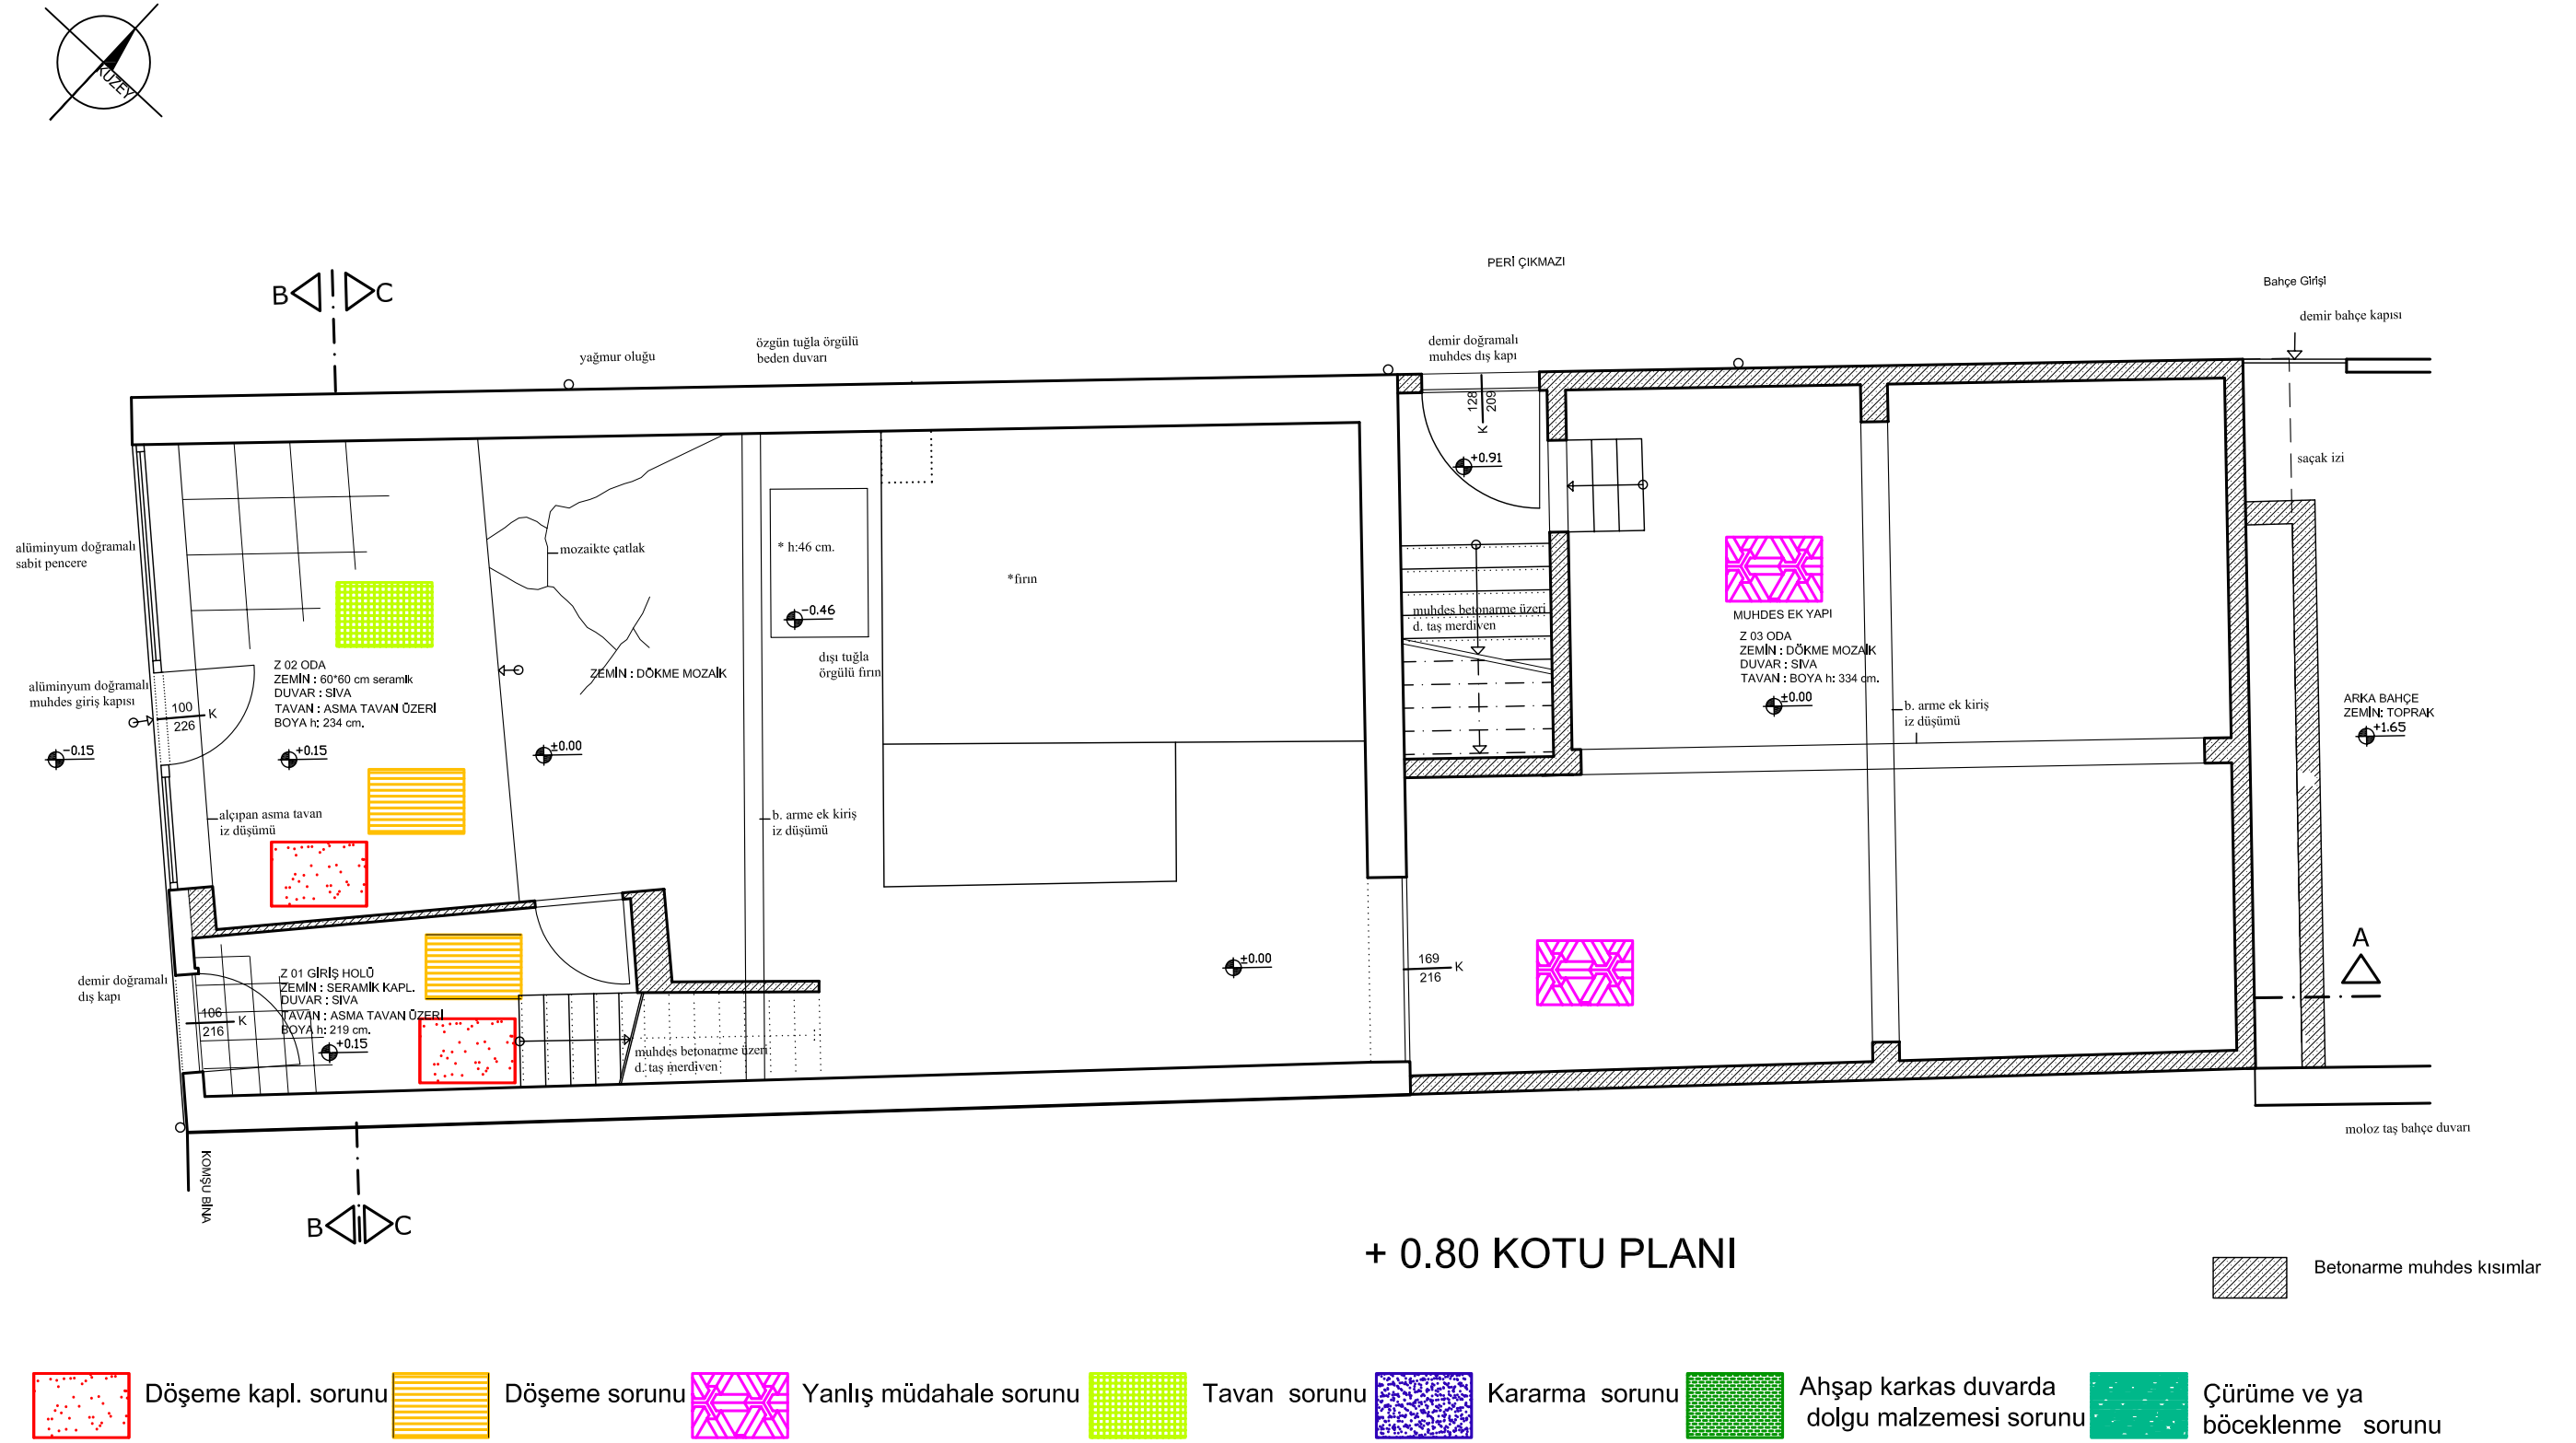 KUZEY
PERİ ÇIKMAZI
Bahçe Girişi
demir bahçe kapısı
B
C
yağmur oluğu
özgün tuğla örgülü
beden duvarı
demir doğramalı
muhdes dış kapı
128
209
K
+0.91
saçak izi
alüminyum doğramalı
sabit pencere
mozaikte çatlak
* h:46 cm.
-0.46
*fırın
muhdes betonarme üzeri
d. taş merdiven
MUHDES EK YAPI
Z 03 ODA
ZEMİN : DÖKME MOZAİK
DUVAR : SIVA
TAVAN : BOYA h: 334 cm.
±0.00
Z 02 ODA
ZEMİN : 60*60 cm seramik
DUVAR : SIVA
TAVAN : ASMA TAVAN ÜZERİ
BOYA h: 234 cm.
+0.15
ZEMİN : DÖKME MOZAİK
±0.00
dışı tuğla
örgülü fırın
alüminyum doğramalı
muhdes giriş kapısı
100
226
K
-0.15
b. arme ek kiriş
iz düşümü
ARKA BAHÇE
ZEMİN: TOPRAK
+1.65
alçıpan asma tavan
iz düşümü
b. arme ek kiriş
iz düşümü
demir doğramalı
dış kapı
Z 01 GİRİŞ HOLÜ
ZEMİN : SERAMİK KAPL.
DUVAR : SIVA
TAVAN : ASMA TAVAN ÜZERİ
BOYA h: 219 cm.
+0.15
106
216
K
muhdes betonarme üzeri
d. taş merdiven
±0.00
169
216
K
A
moloz taş bahçe duvarı
KOMŞU BİNA
B
C
+ 0.80 KOTU PLANI
Betonarme muhdes kısımlar
Döşeme kapl. sorunu
Döşeme sorunu
Yanlış müdahale sorunu
Tavan sorunu
Kararma sorunu
Ahşap karkas duvarda
dolgu malzemesi sorunu
Çürüme ve ya
böceklenme sorunu